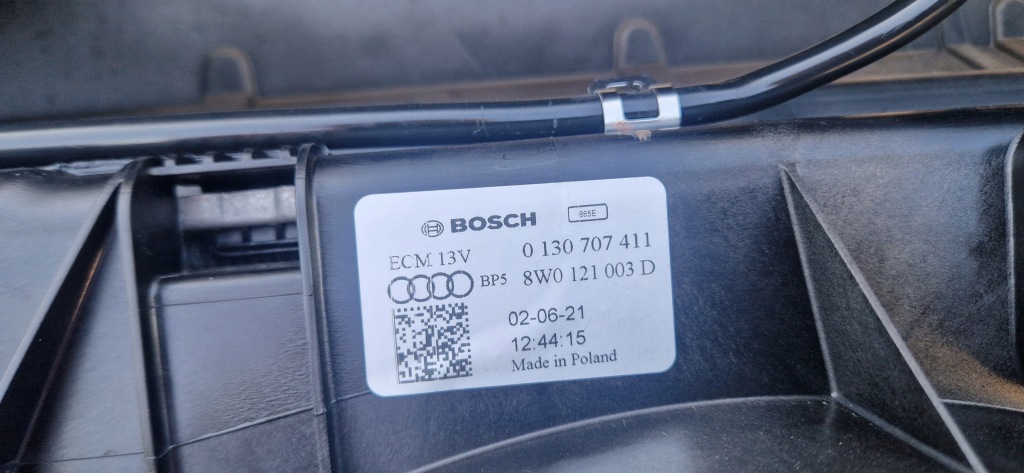 BOSCH 865E
ECM 13V 0 130 707 411
BP5 8W0 121 003 D
02-06-21
12:44:15
Made in Poland